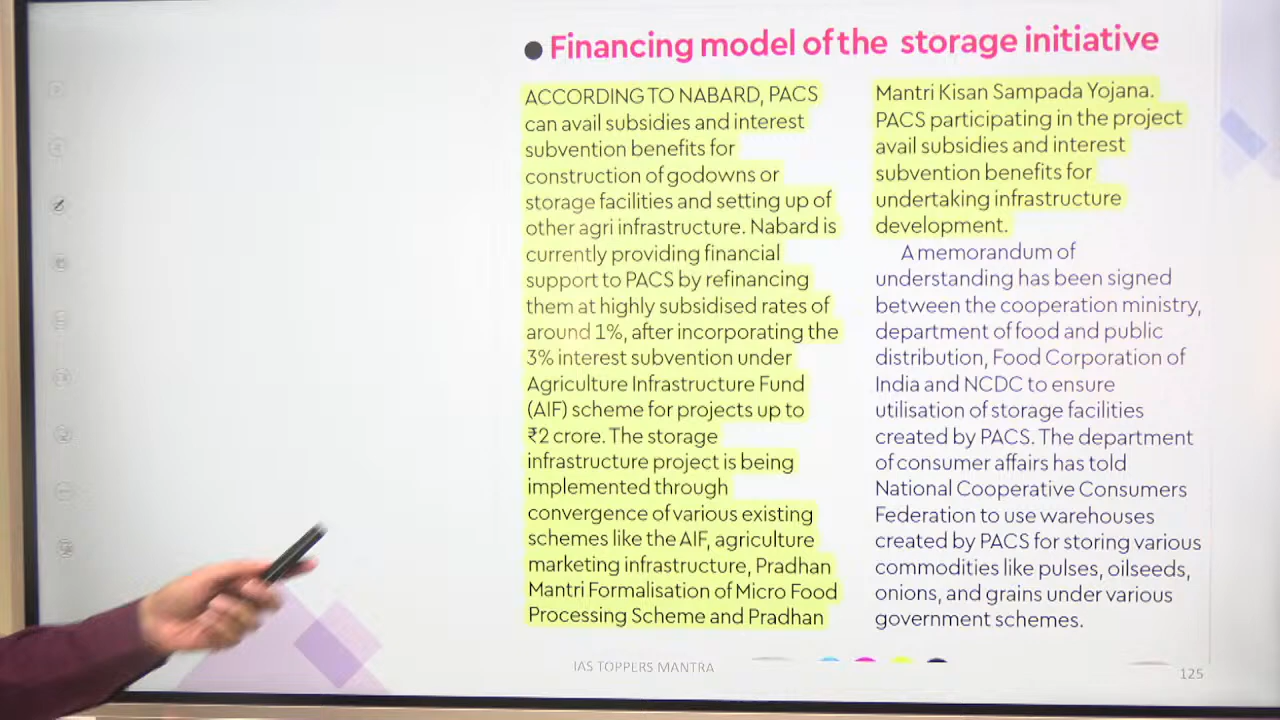 Financing model of the storage initiative
ACCORDING TO NABARD, PACS
can avail subsidies and interest
subvention benefits for
construction of godowns or
storage facilities and setting up of
other agri infrastructure. Nabard is
currently providing financial
support to PACS by refinancing
them at highly subsidised rates of
around 1%, after incorporating the
3% interest subvention under
Agriculture Infrastructure Fund
(AIF) scheme for projects up to
₹2 crore. The storage
infrastructure project is being
implemented through
convergence of various existing
schemes like the AIF, agriculture
marketing infrastructure, Pradhan
Mantri Formalisation of Micro Food
Processing Scheme and Pradhan
Mantri Kisan Sampada Yojana.
PACS participating in the project
avail subsidies and interest
subvention benefits for
undertaking infrastructure
development.
A memorandum of
understanding has been signed
between the cooperation ministry,
department of food and public
distribution, Food Corporation of
India and NCDC to ensure
utilisation of storage facilities
created by PACS. The department
of consumer affairs has told
National Cooperative Consumers
Federation to use warehouses
created by PACS for storing various
commodities like pulses, oilseeds,
onions, and grains under various
government schemes.
IAS TOPPERS MANTRA
125